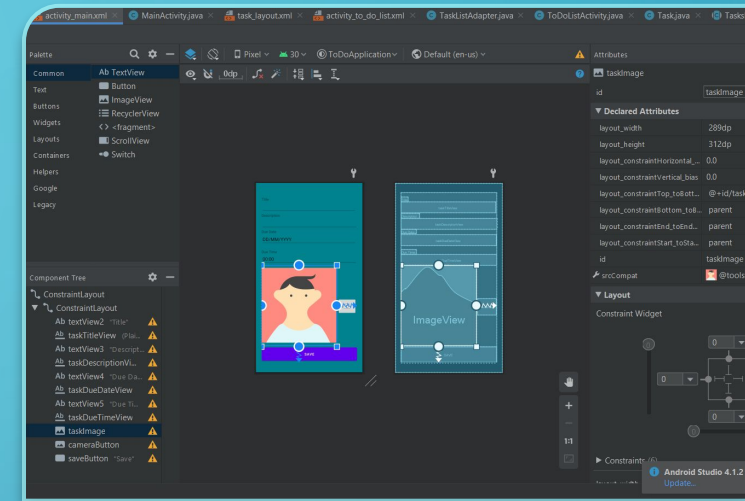 activity_main.xml × MainActivity.java × task_layout.xml × activity_to_do_list.xml × TaskListAdapter.java × ToDoListActivity.java × Task.java × Tasks
Palette
Common
Text
Buttons
Widgets
Layouts
Containers
Helpers
Google
Legacy
Ab TextView
Button
ImageView
RecyclerView
<> <fragment>
ScrollView
Switch
Pixel
30
ToDoApplication
Default (en-us)
0dp
SAVE
ImageView
1:1
Component Tree
ConstraintLayout
ConstraintLayout
Ab textView2 "Title"
Ab taskTitleView (Plai...
Ab textView3 "Descript...
Ab taskDescriptionVi...
Ab textView4 "Due Da...
Ab taskDueDateView
Ab textView5 "Due Ti...
Ab taskDueTimeView
taskImage
cameraButton
saveButton "Save"
Attributes
taskImage
id taskImage
Declared Attributes
layout_width 289dp
layout_height 312dp
layout_constraintHorizontal_... 0.0
layout_constraintVertical_bias 0.0
layout_constraintTop_toBott... @+id/task
layout_constraintBottom_toB... parent
layout_constraintEnd_toEnd... parent
layout_constraintStart_toSta... parent
id taskImage
srcCompat @tools
Layout
Constraint Widget
0
0
0
Constraints (6)
Android Studio 4.1.2
Update...